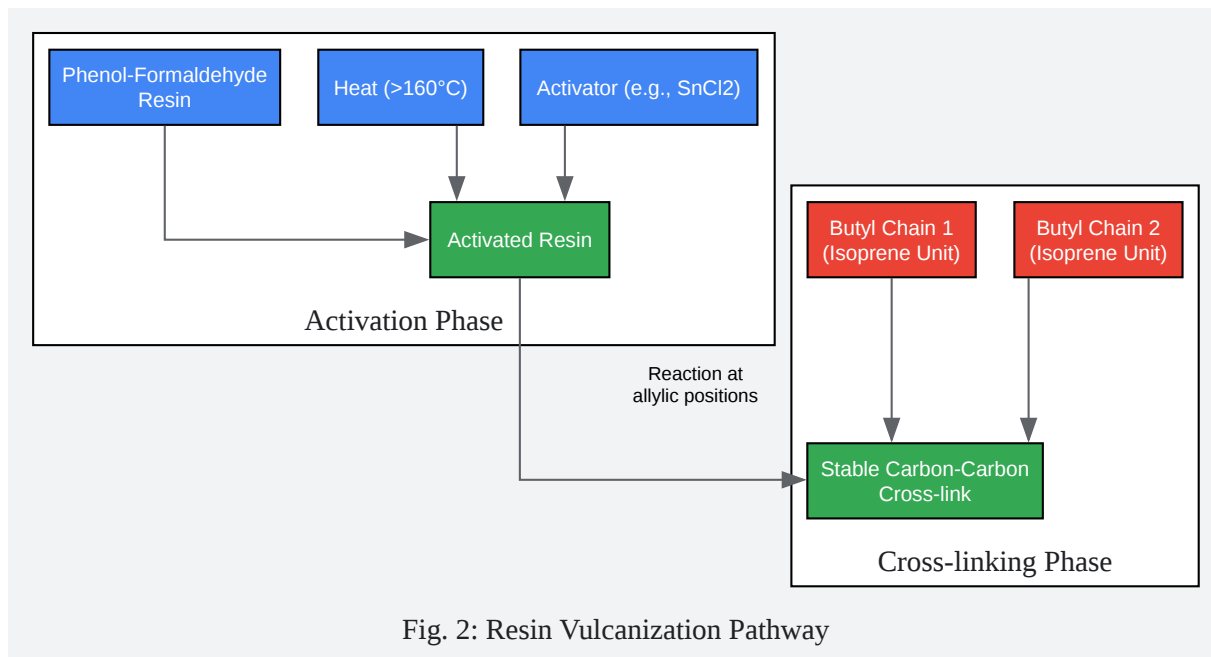 Phenol-Formaldehyde
Resin
Heat (>160°C)
Activator (e.g., SnCl2)
Activated Resin
Activation Phase
Butyl Chain 1
(Isoprene Unit)
Butyl Chain 2
(Isoprene Unit)
Reaction at
allylic positions
Stable Carbon-Carbon
Cross-link
Cross-linking Phase
Fig. 2: Resin Vulcanization Pathway